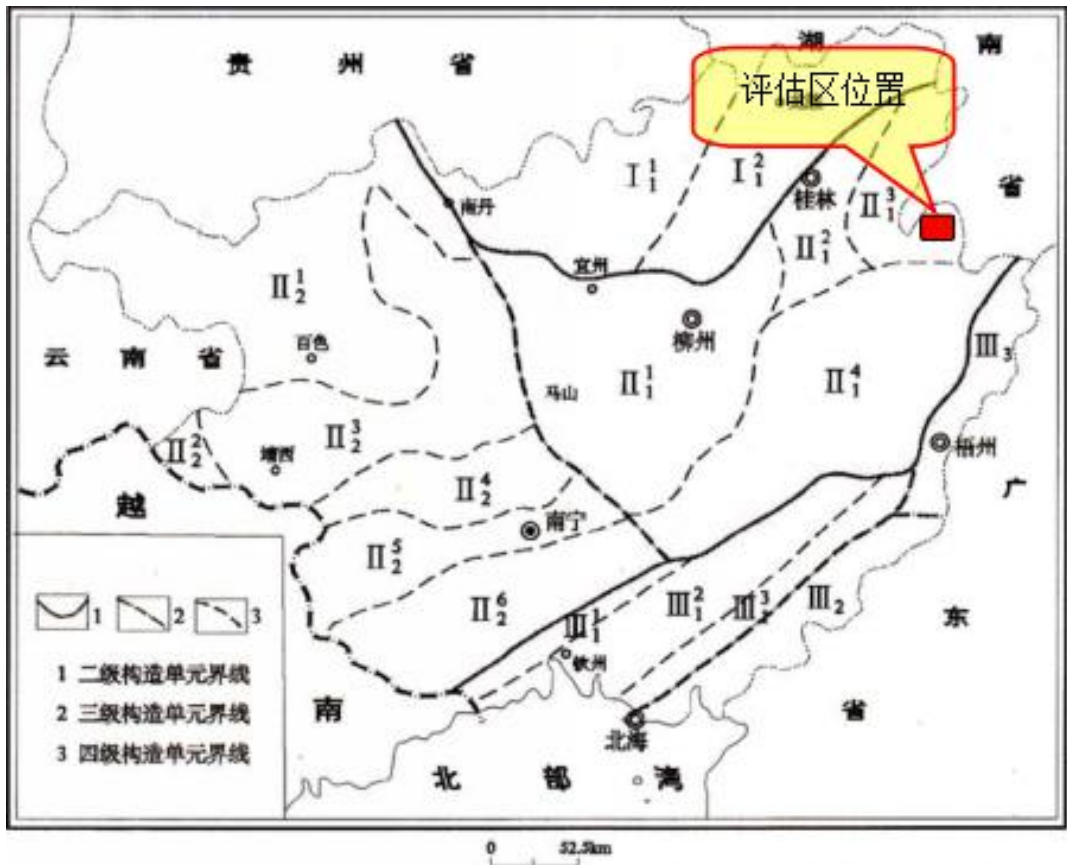 贵州省
湖南省
评估区位置
Ⅰ¹₁
Ⅰ²₁
桂林
Ⅱ³₁
南丹
Ⅱ²₁
宜州
Ⅱ¹₂
柳州
云南省
百色
Ⅲ₃
马山
Ⅱ¹₁
Ⅱ⁴₁
Ⅱ²₂
靖西
Ⅱ³₂
梧州
越南
Ⅱ⁴₂
广东省
南宁
Ⅱ⁵₂
Ⅱ⁶₂
Ⅲ¹₁
Ⅲ²₁
Ⅲ₂
钦州
北海
北部湾
1 2 3
1 二级构造单元界线
2 三级构造单元界线
3 四级构造单元界线
0 52.5km